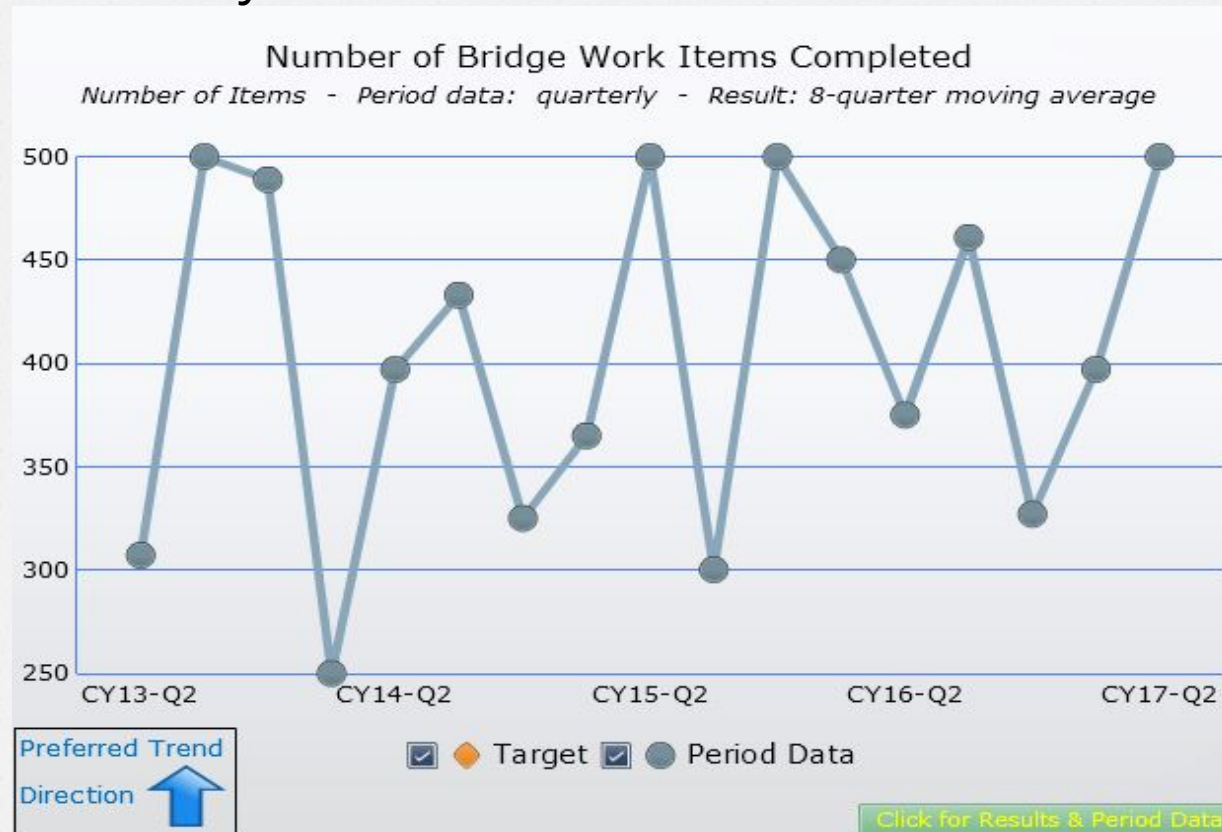 Number of Bridge Work Items Completed
Number of Items - Period data: quarterly - Result: 8-quarter moving average
500
450
400
350
300
250
CY13-Q2 CY14-Q2 CY15-Q2 CY16-Q2 CY17-Q2
Preferred Trend
Direction
Target Period Data
Click for Results & Period Data